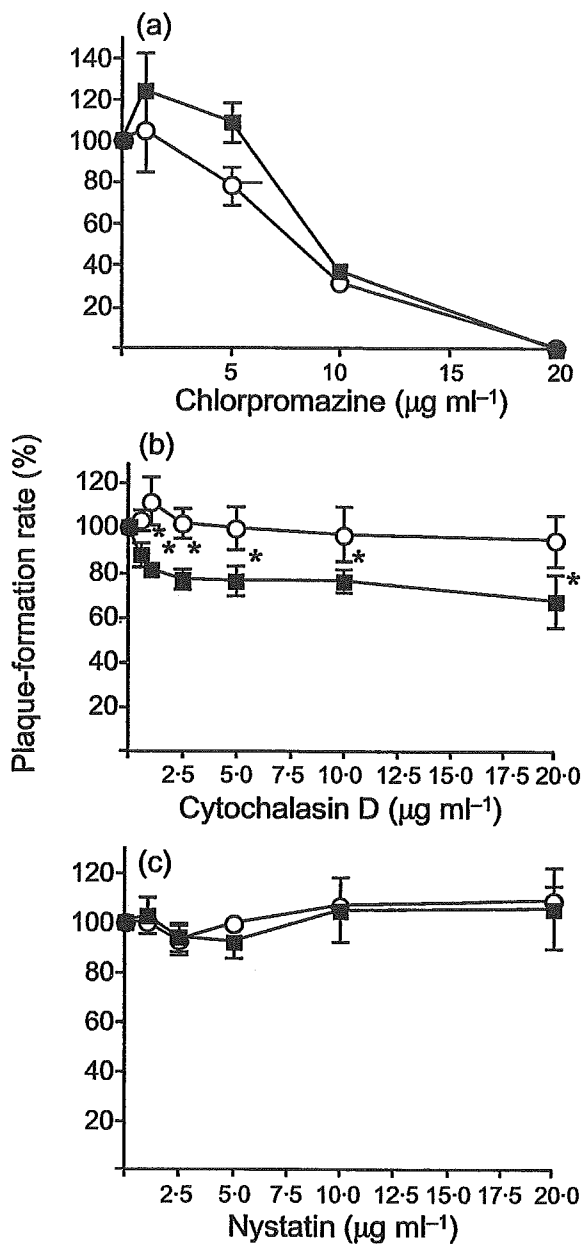 (a)
140
120
100
80
60
40
20
5 10 15 20
Chlorpromazine (μg ml⁻¹)
Plaque-formation rate (%)
(b)
120
100
80
60
40
20
* * * * * *
2·5 5·0 7·5 10·0 12·5 15·0 17·5 20·0
Cytochalasin D (μg ml⁻¹)
(c)
120
100
80
60
40
20
2·5 5·0 7·5 10·0 12·5 15·0 17·5 20·0
Nystatin (μg ml⁻¹)